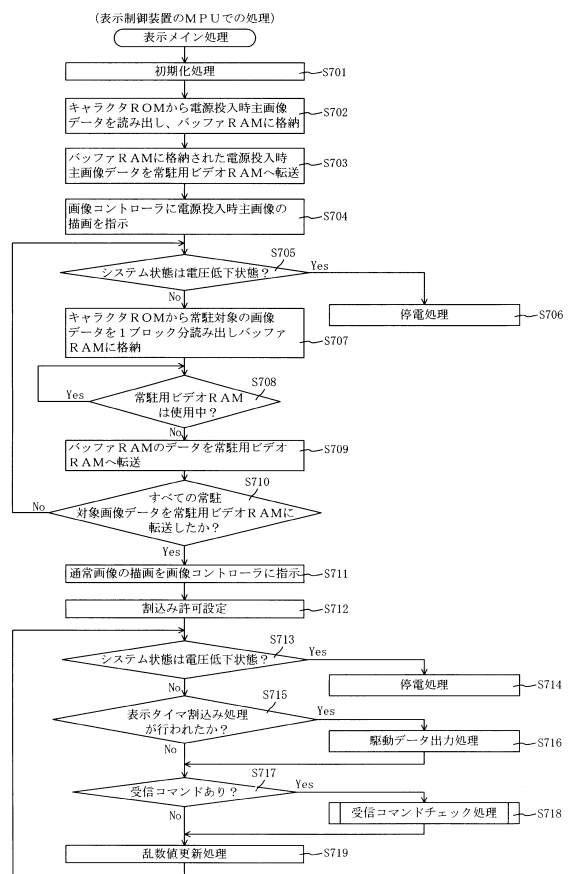 (表示制御装置のMPUでの処理)
表示メイン処理
初期化処理
S701
キャラクタROMから電源投入時主画像
データを読み出し、バッファRAMに格納
S702
バッファRAMに格納された電源投入時
主画像データを常駐用ビデオRAMへ転送
S703
画像コントローラに電源投入時主画像の
描画を指示
S704
S705
システム状態は電圧低下状態?
Yes
No
停電処理
S706
キャラクタROMから常駐対象の画像
データを1ブロック分読み出しバッファ
RAMに格納
S707
S708
常駐用ビデオRAM
は使用中?
Yes
No
バッファRAMのデータを常駐用ビデオ
RAMへ転送
S709
S710
すべての常駐
対象画像データを常駐用ビデオRAMに
転送したか?
No
Yes
通常画像の描画を画像コントローラに指示
S711
割込み許可設定
S712
S713
システム状態は電圧低下状態?
Yes
No
停電処理
S714
S715
表示タイマ割込み処理
が行われたか?
Yes
No
駆動データ出力処理
S716
S717
受信コマンドあり?
Yes
No
受信コマンドチェック処理
S718
乱数値更新処理
S719